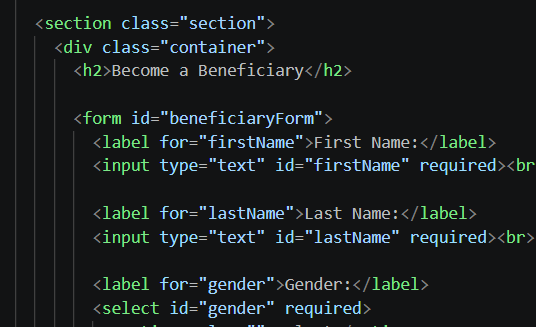 <section class="section">
<div class="container">
<h2>Become a Beneficiary</h2>
<form id="beneficiaryForm">
<label for="firstName">First Name:</label>
<input type="text" id="firstName" required><br
<label for="lastName">Last Name:</label>
<input type="text" id="lastName" required><br>
<label for="gender">Gender:</label>
<select id="gender" required>